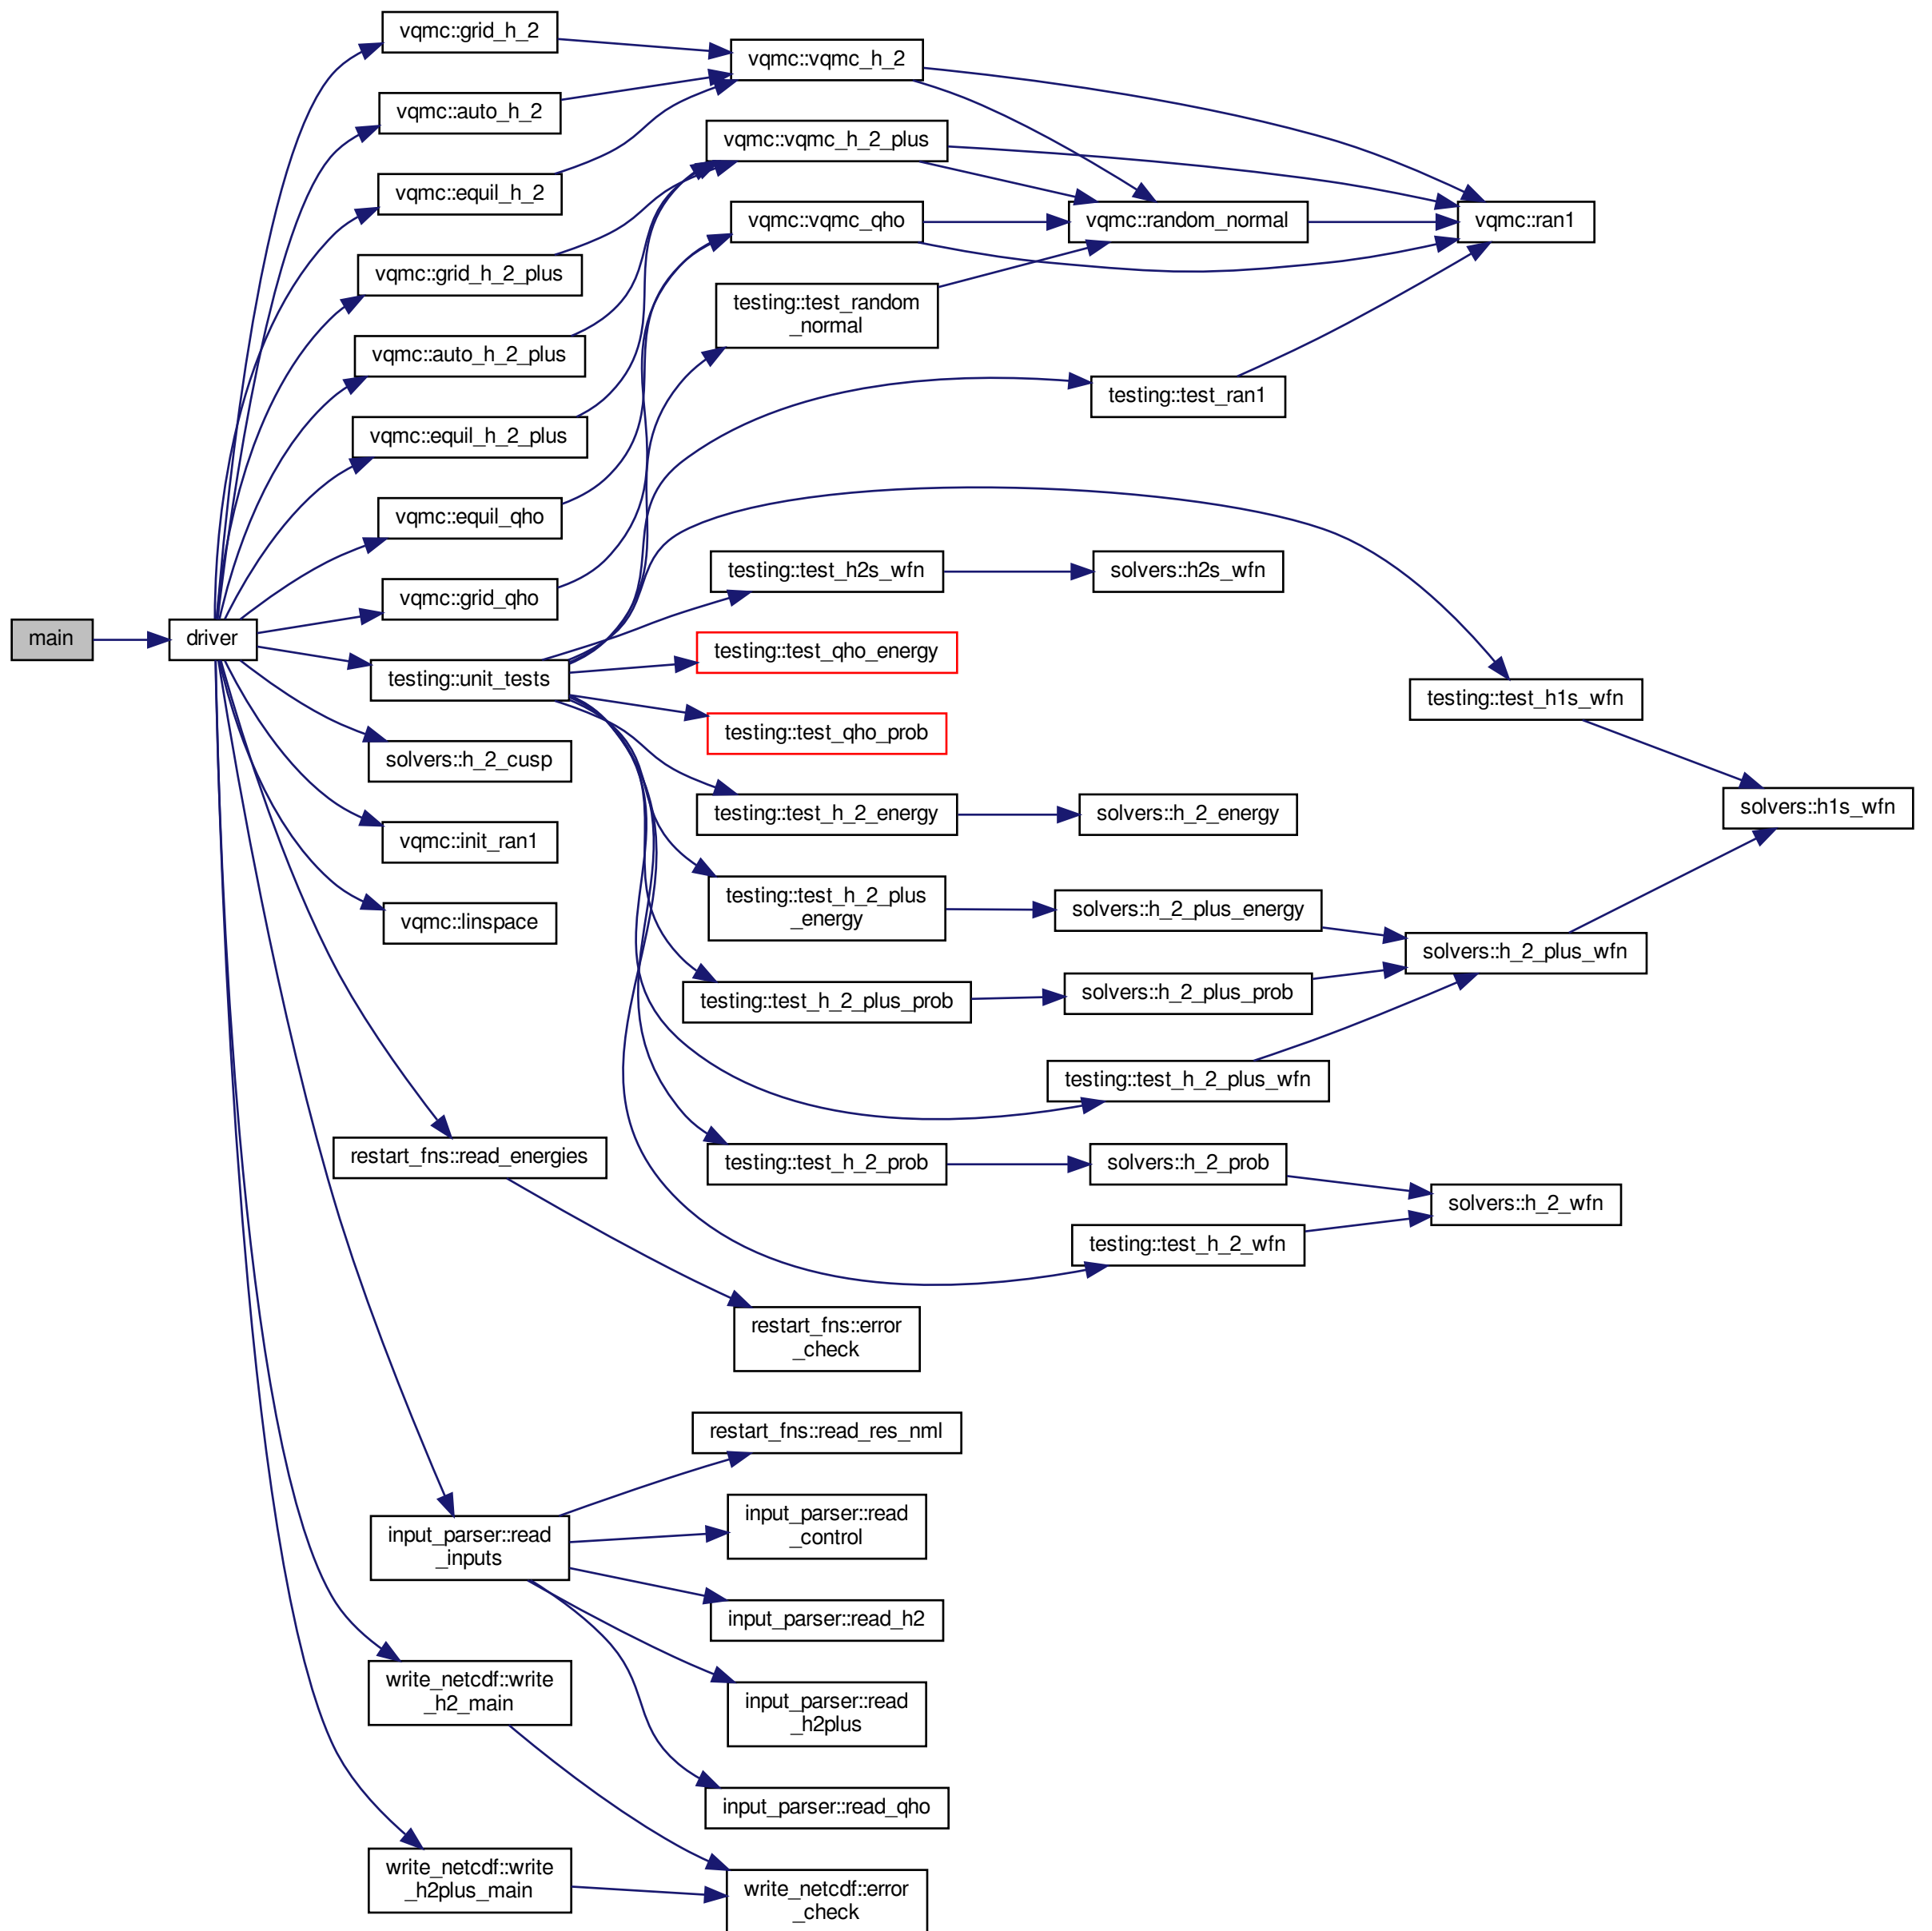 main
driver
vqmc::grid_h_2
vqmc::auto_h_2
vqmc::equil_h_2
vqmc::grid_h_2_plus
vqmc::auto_h_2_plus
vqmc::equil_h_2_plus
vqmc::equil_qho
vqmc::grid_qho
testing::unit_tests
solvers::h_2_cusp
vqmc::init_ran1
vqmc::linspace
restart_fns::read_energies
input_parser::read
_inputs
write_netcdf::write
_h2_main
write_netcdf::write
_h2plus_main
vqmc::vqmc_h_2
vqmc::vqmc_h_2_plus
vqmc::vqmc_qho
testing::test_random
_normal
testing::test_h2s_wfn
testing::test_qho_energy
testing::test_qho_prob
testing::test_h_2_energy
testing::test_h_2_plus
_energy
testing::test_h_2_plus_prob
testing::test_h_2_prob
restart_fns::error
_check
restart_fns::read_res_nml
input_parser::read
_control
input_parser::read_h2
input_parser::read
_h2plus
input_parser::read_qho
write_netcdf::error
_check
vqmc::random_normal
testing::test_ran1
solvers::h2s_wfn
solvers::h_2_energy
solvers::h_2_plus_energy
solvers::h_2_plus_prob
testing::test_h_2_plus_wfn
solvers::h_2_prob
testing::test_h_2_wfn
vqmc::ran1
testing::test_h1s_wfn
solvers::h_2_plus_wfn
solvers::h_2_wfn
solvers::h1s_wfn